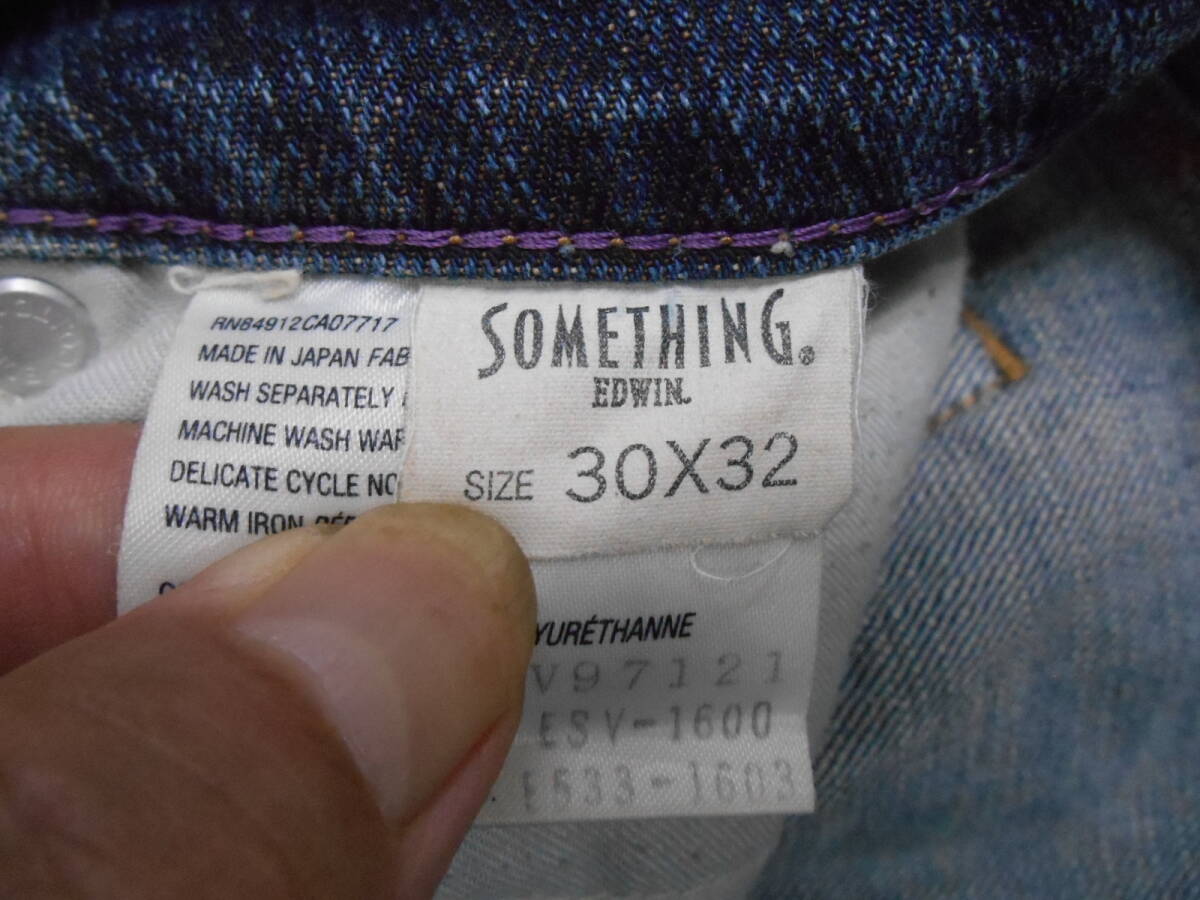 RN84912CA07717
MADE IN JAPAN FAB
WASH SEPARATELY
MACHINE WASH WAR
DELICATE CYCLE NO
WARM IRON
SOMETHING.
EDWIN.
SIZE 30X32
YURÉTHANNE
V97121
ESV-1600
E533-1603